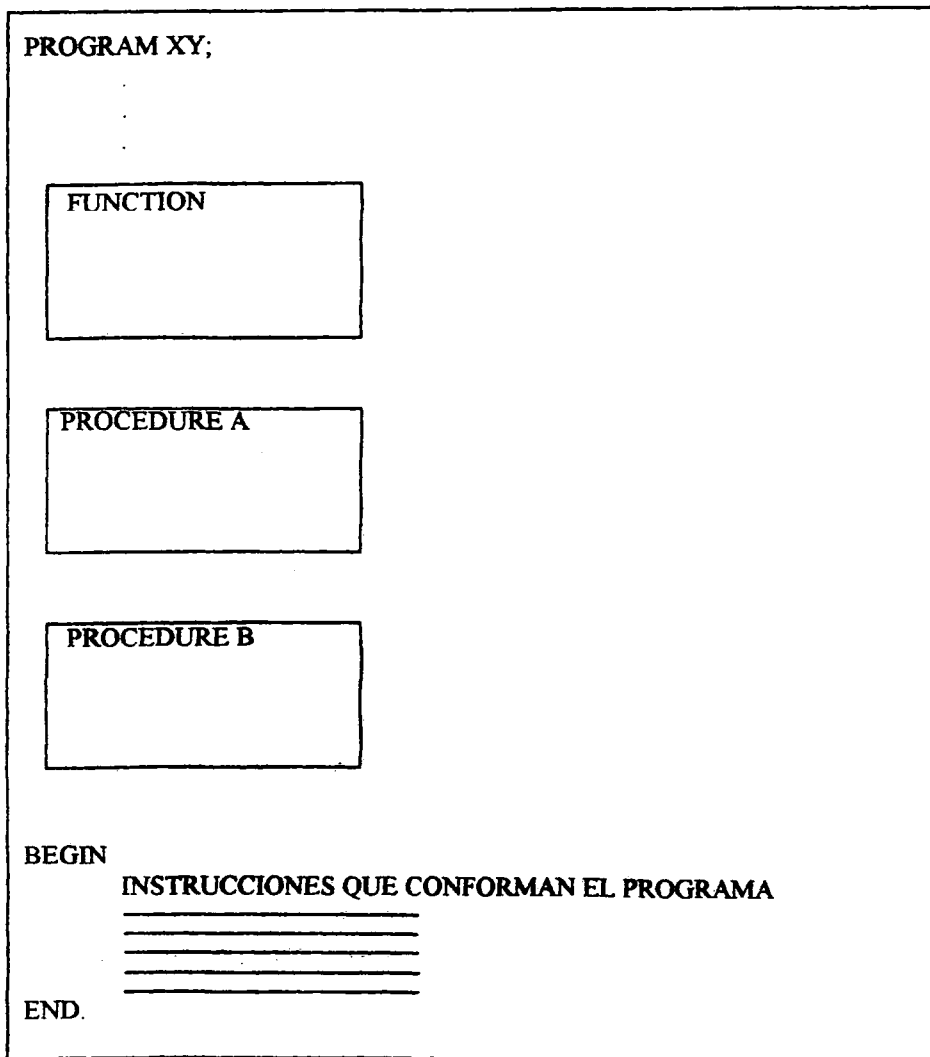 PROGRAM XY;
.
.
.
FUNCTION
PROCEDURE A
PROCEDURE B
BEGIN
INSTRUCCIONES QUE CONFORMAN EL PROGRAMA
END.